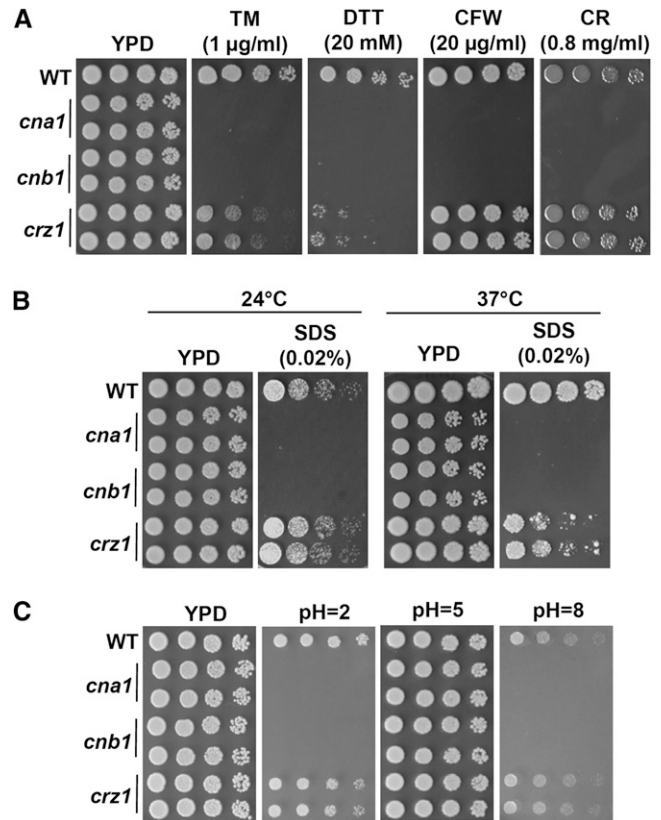 A
YPD
TM
(1 µg/ml)
DTT
(20 mM)
CFW
(20 µg/ml)
CR
(0.8 mg/ml)
WT
cna1
cnb1
crz1
B
24°C
37°C
YPD
SDS
(0.02%)
YPD
SDS
(0.02%)
WT
cna1
cnb1
crz1
C
YPD
pH=2
pH=5
pH=8
WT
cna1
cnb1
crz1